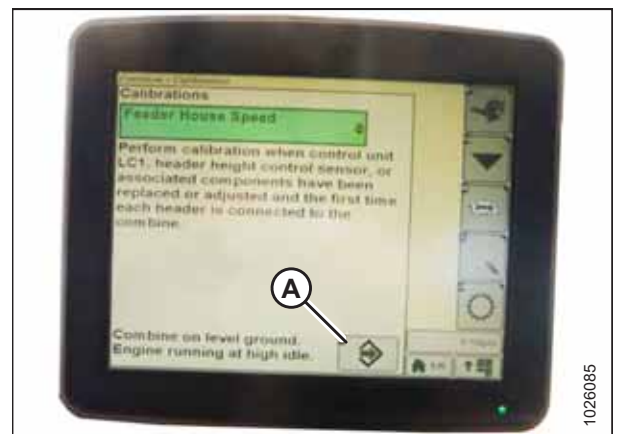 Combine - Calibrations
Calibrations
Feeder House Speed
Perform calibration when control unit
LC1, header height control sensor, or
associated components have been
replaced or adjusted and the first time
each header is connected to the
combine.
A
Combine on level ground.
Engine running at high idle.
1026085